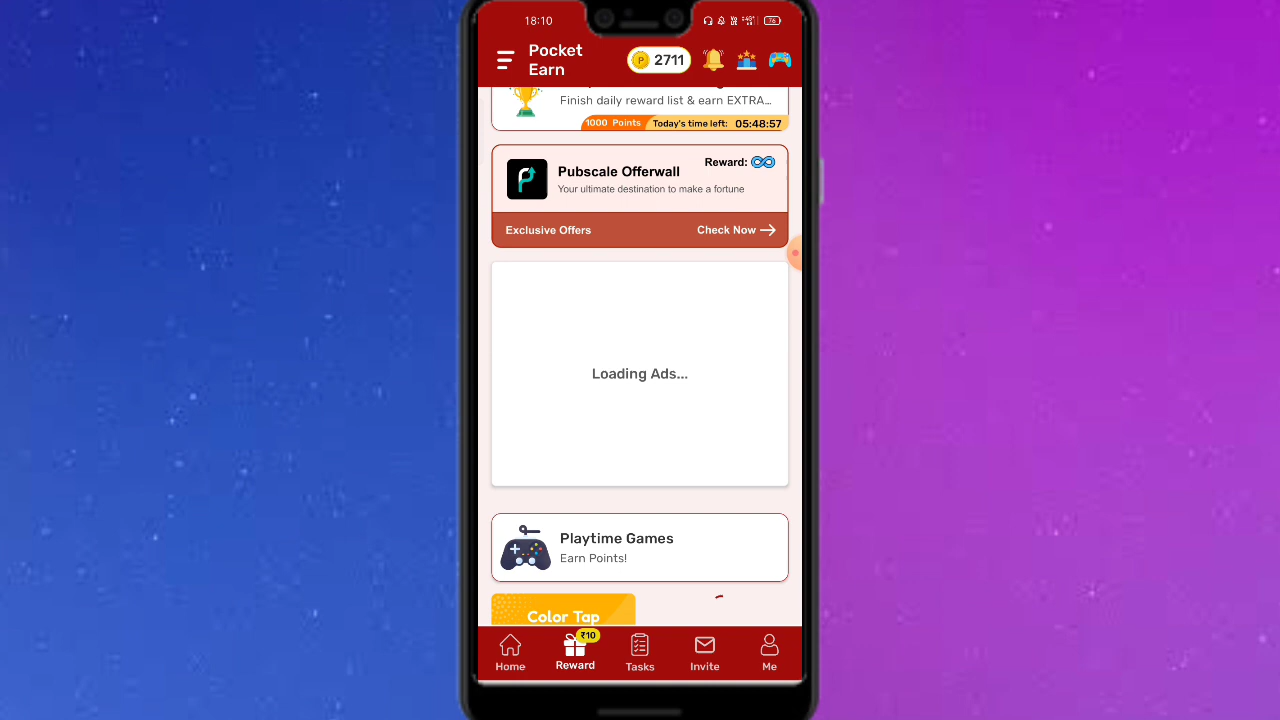 18:10
76
Pocket
Earn
2711
Finish daily reward list & earn EXTRA...
1000 Points
Today's time left: 05:48:57
Reward:
Pubscale Offerwall
Your ultimate destination to make a fortune
Exclusive Offers
Check Now
Loading Ads...
Playtime Games
Earn Points!
Color Tap
₹10
Home
Reward
Tasks
Invite
Me